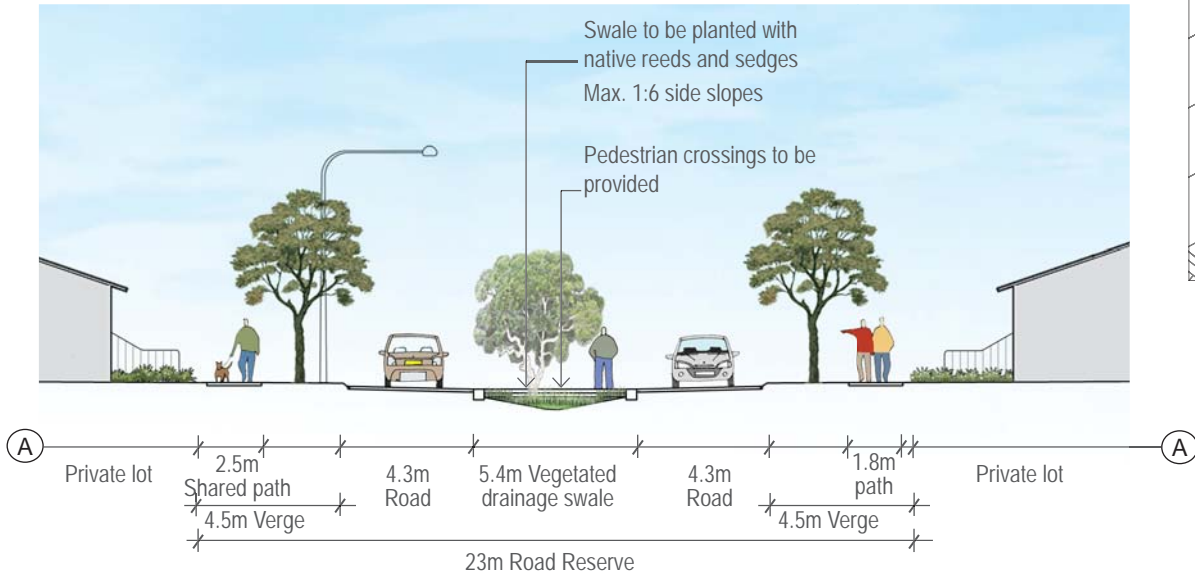 Swale to be planted with
native reeds and sedges
Max. 1:6 side slopes
Pedestrian crossings to be
provided
A
A
Private lot
2.5m
Shared path
4.3m
Road
5.4m Vegetated
drainage swale
4.3m
Road
1.8m
path
Private lot
4.5m Verge
4.5m Verge
23m Road Reserve